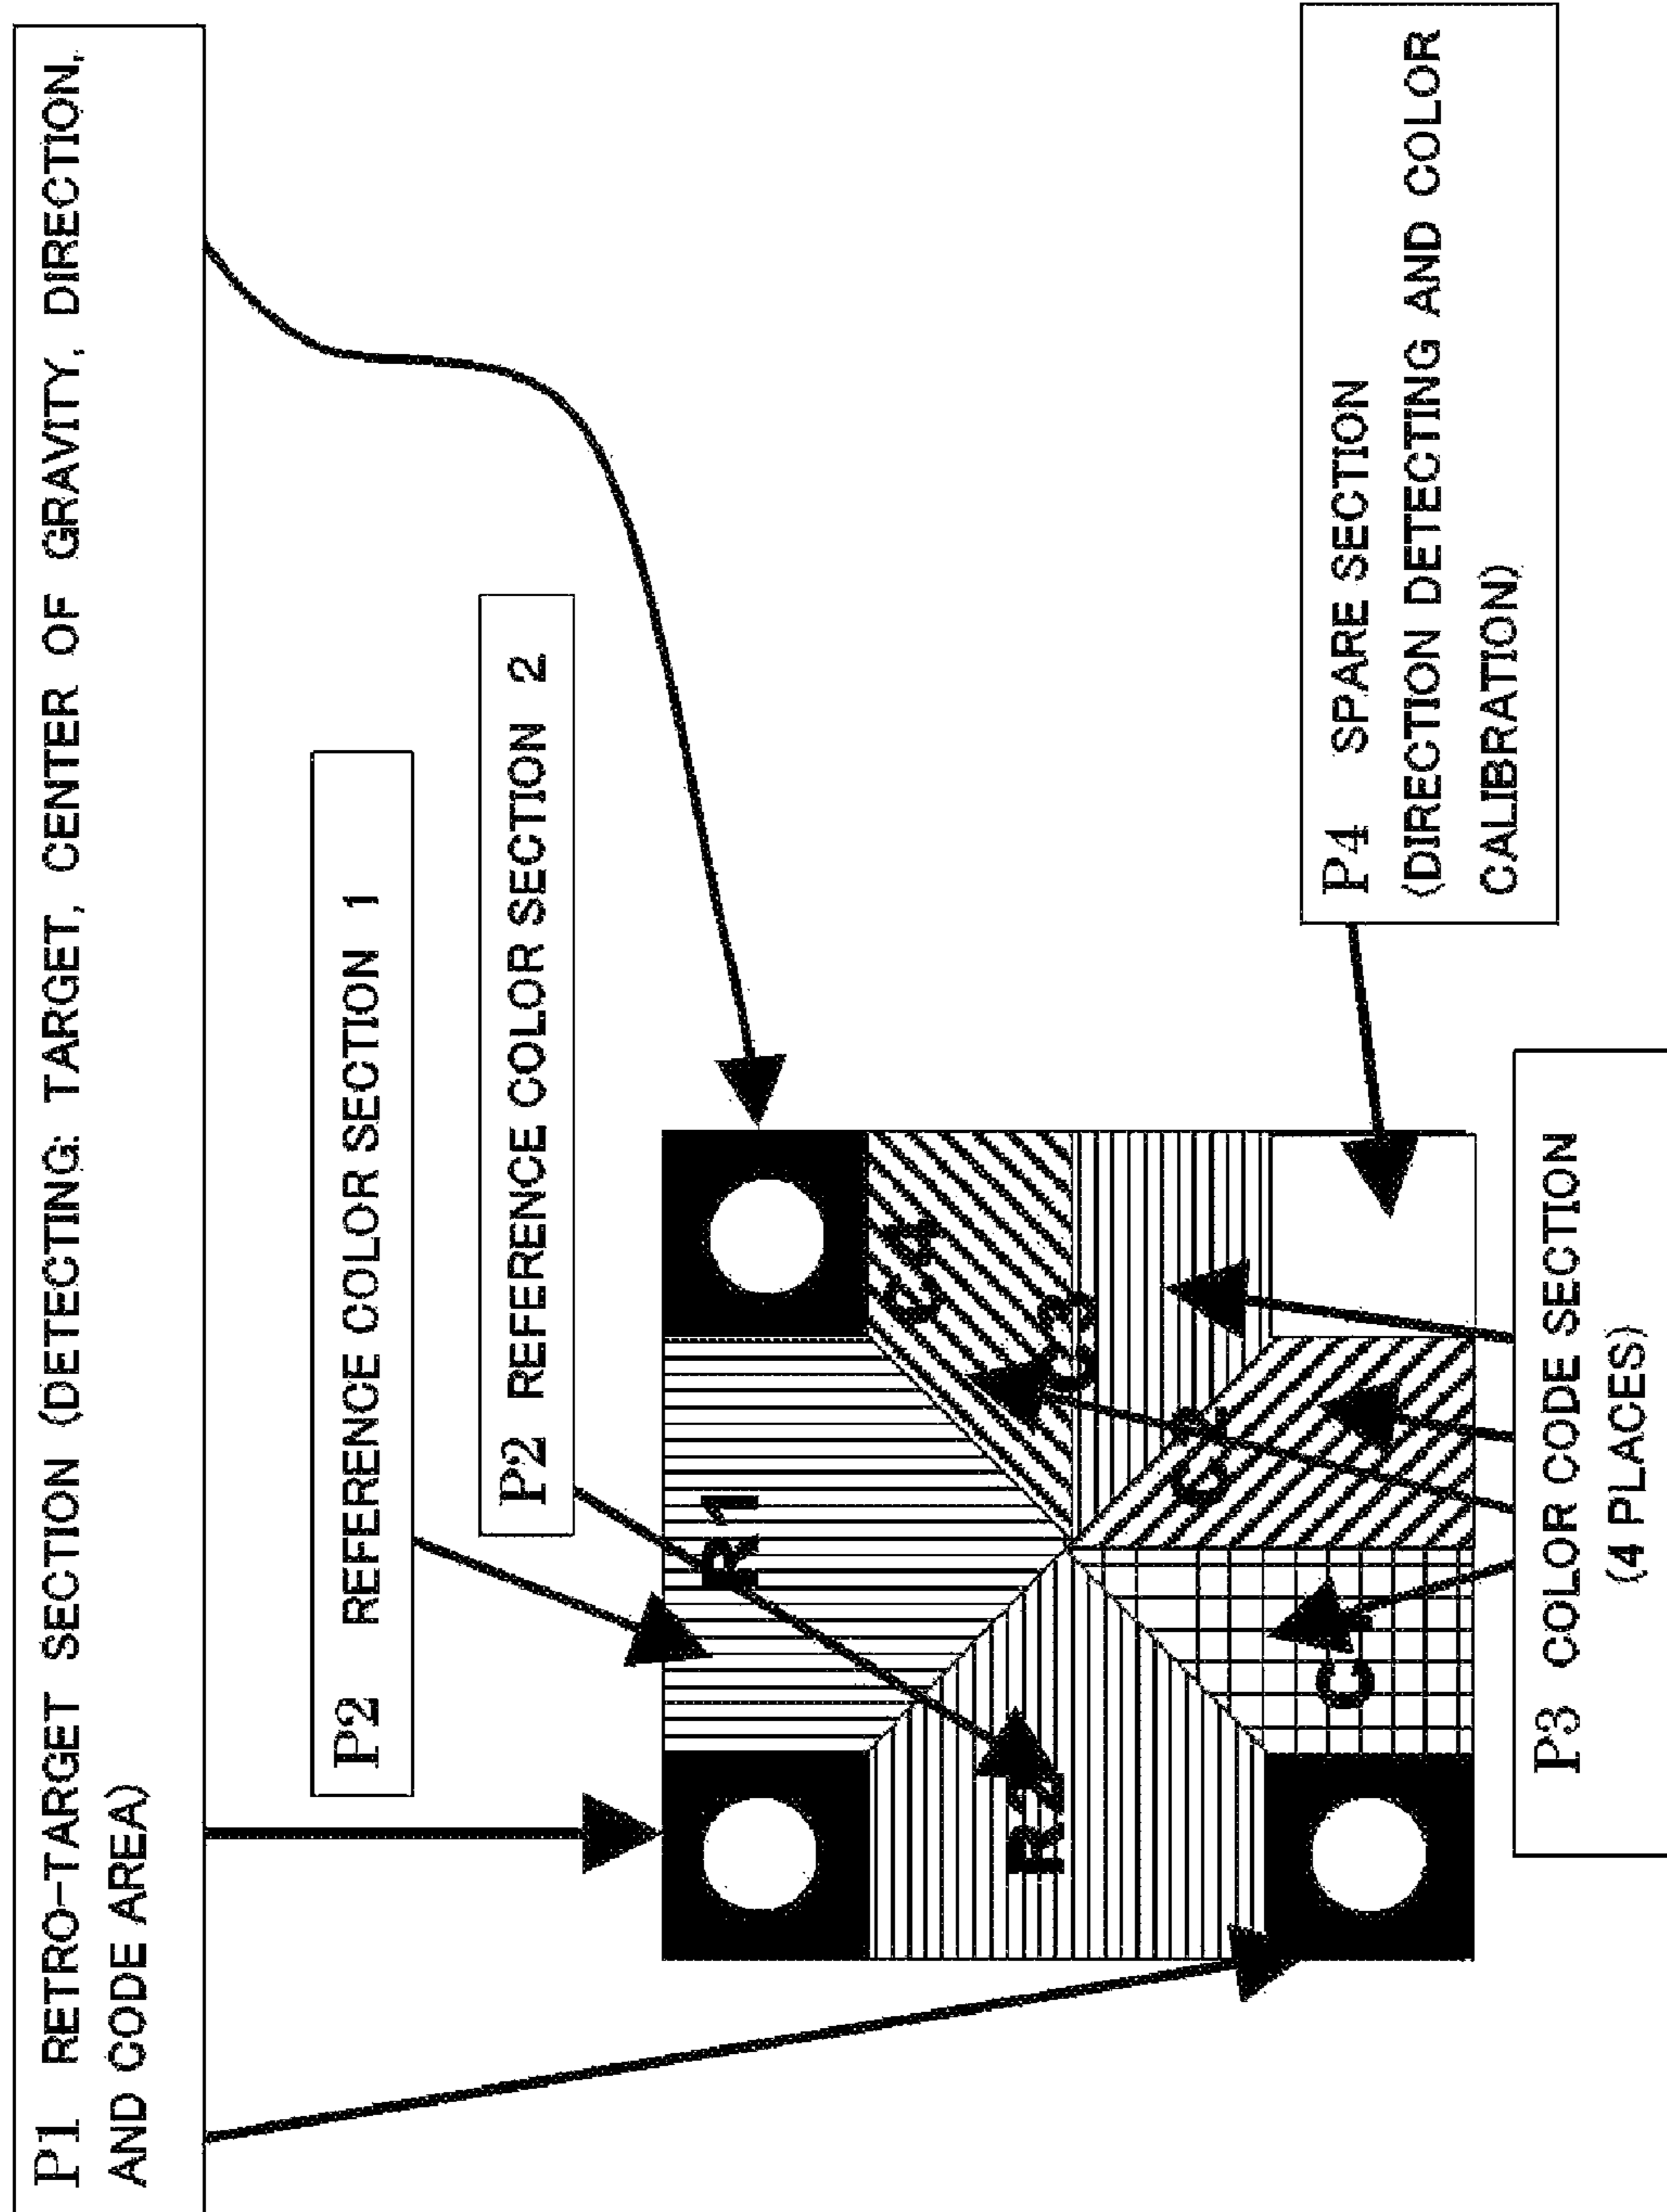 P1 RETRO-TARGET SECTION (DETECTING: TARGET, CENTER OF GRAVITY, DIRECTION,
AND CODE AREA)
P2 REFERENCE COLOR SECTION 1
P2 REFERENCE COLOR SECTION 2
R1
R2
C4
C3
C2
C1
P4 SPARE SECTION
(DIRECTION DETECTING AND COLOR
CALIBRATION)
P3 COLOR CODE SECTION
(4 PLACES)